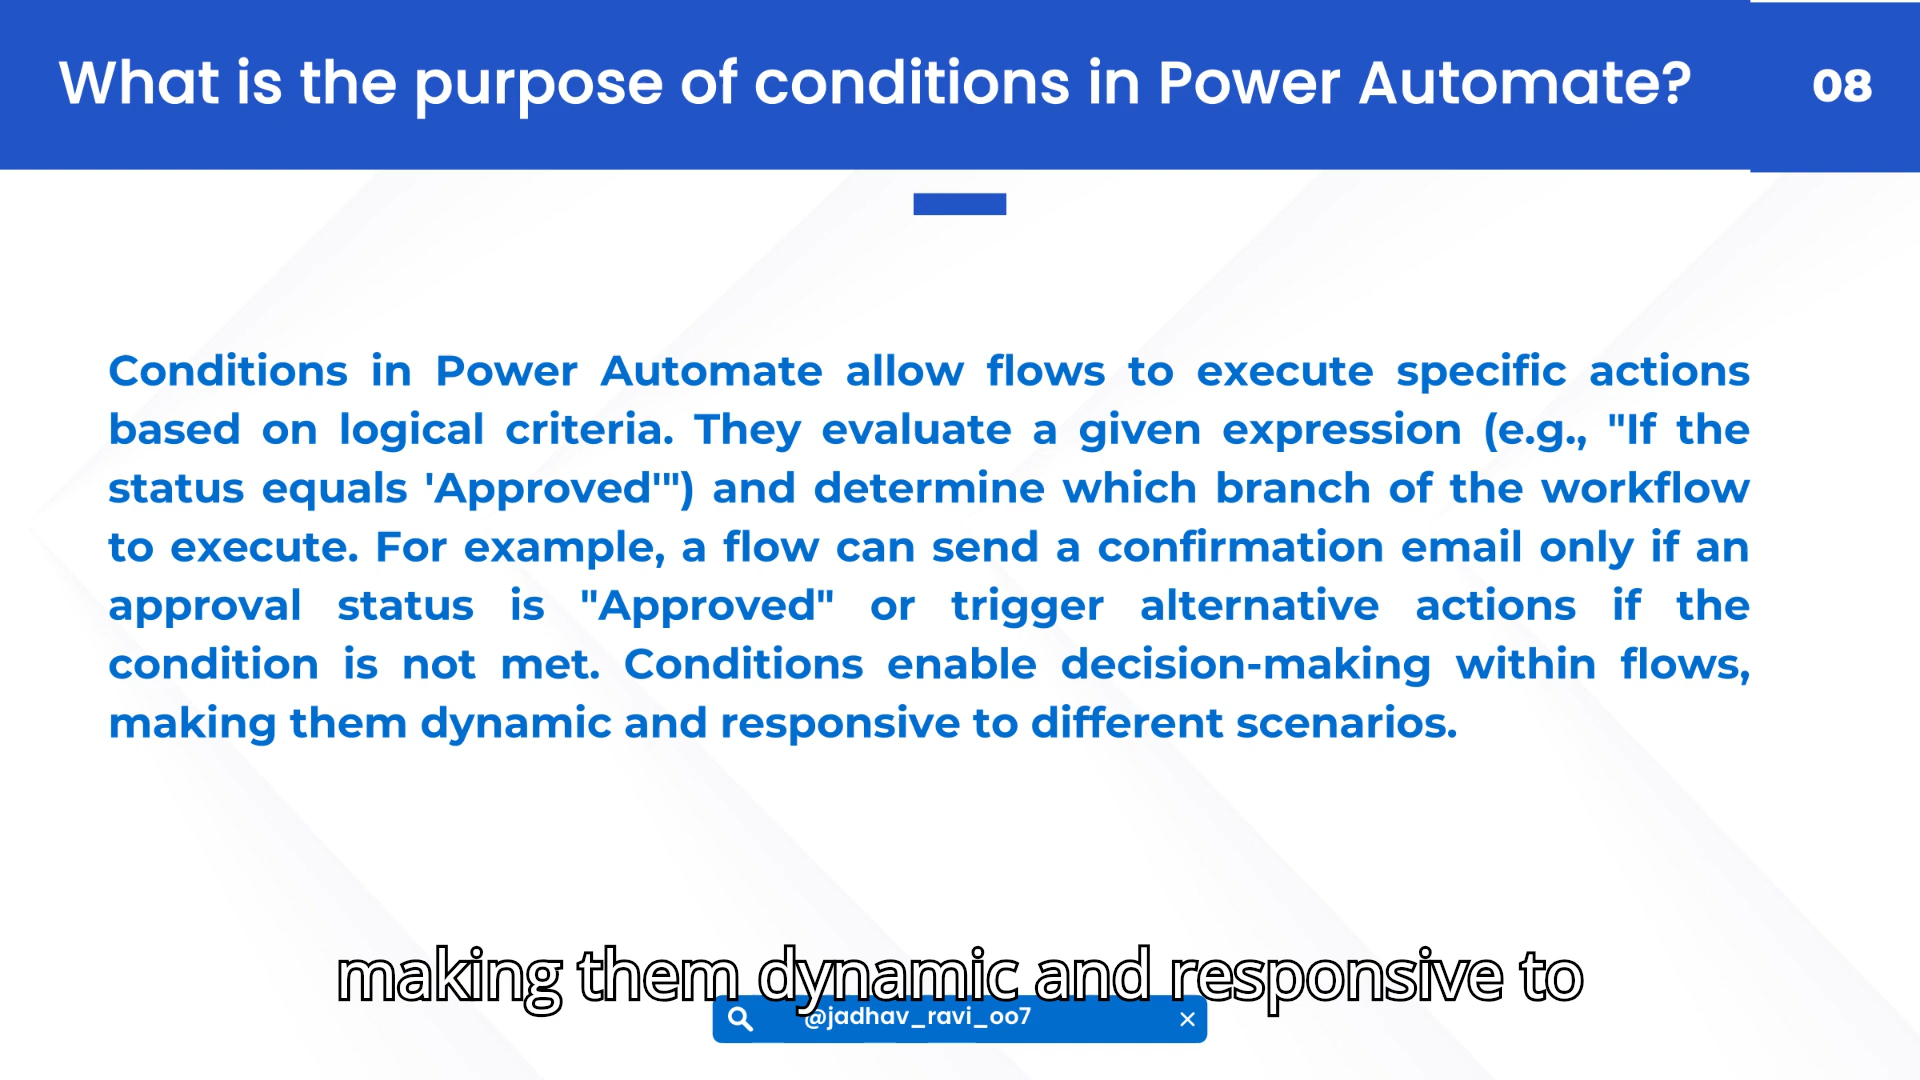 What is the purpose of conditions in Power Automate?
08
Conditions in Power Automate allow flows to execute specific actions
based on logical criteria. They evaluate a given expression (e.g., "If the
status equals 'Approved'") and determine which branch of the workflow
to execute. For example, a flow can send a confirmation email only if an
approval status is "Approved" or trigger alternative actions if the
condition is not met. Conditions enable decision-making within flows,
making them dynamic and responsive to different scenarios.
making them dynamic and responsive to
@jadhav_ravi_oo7